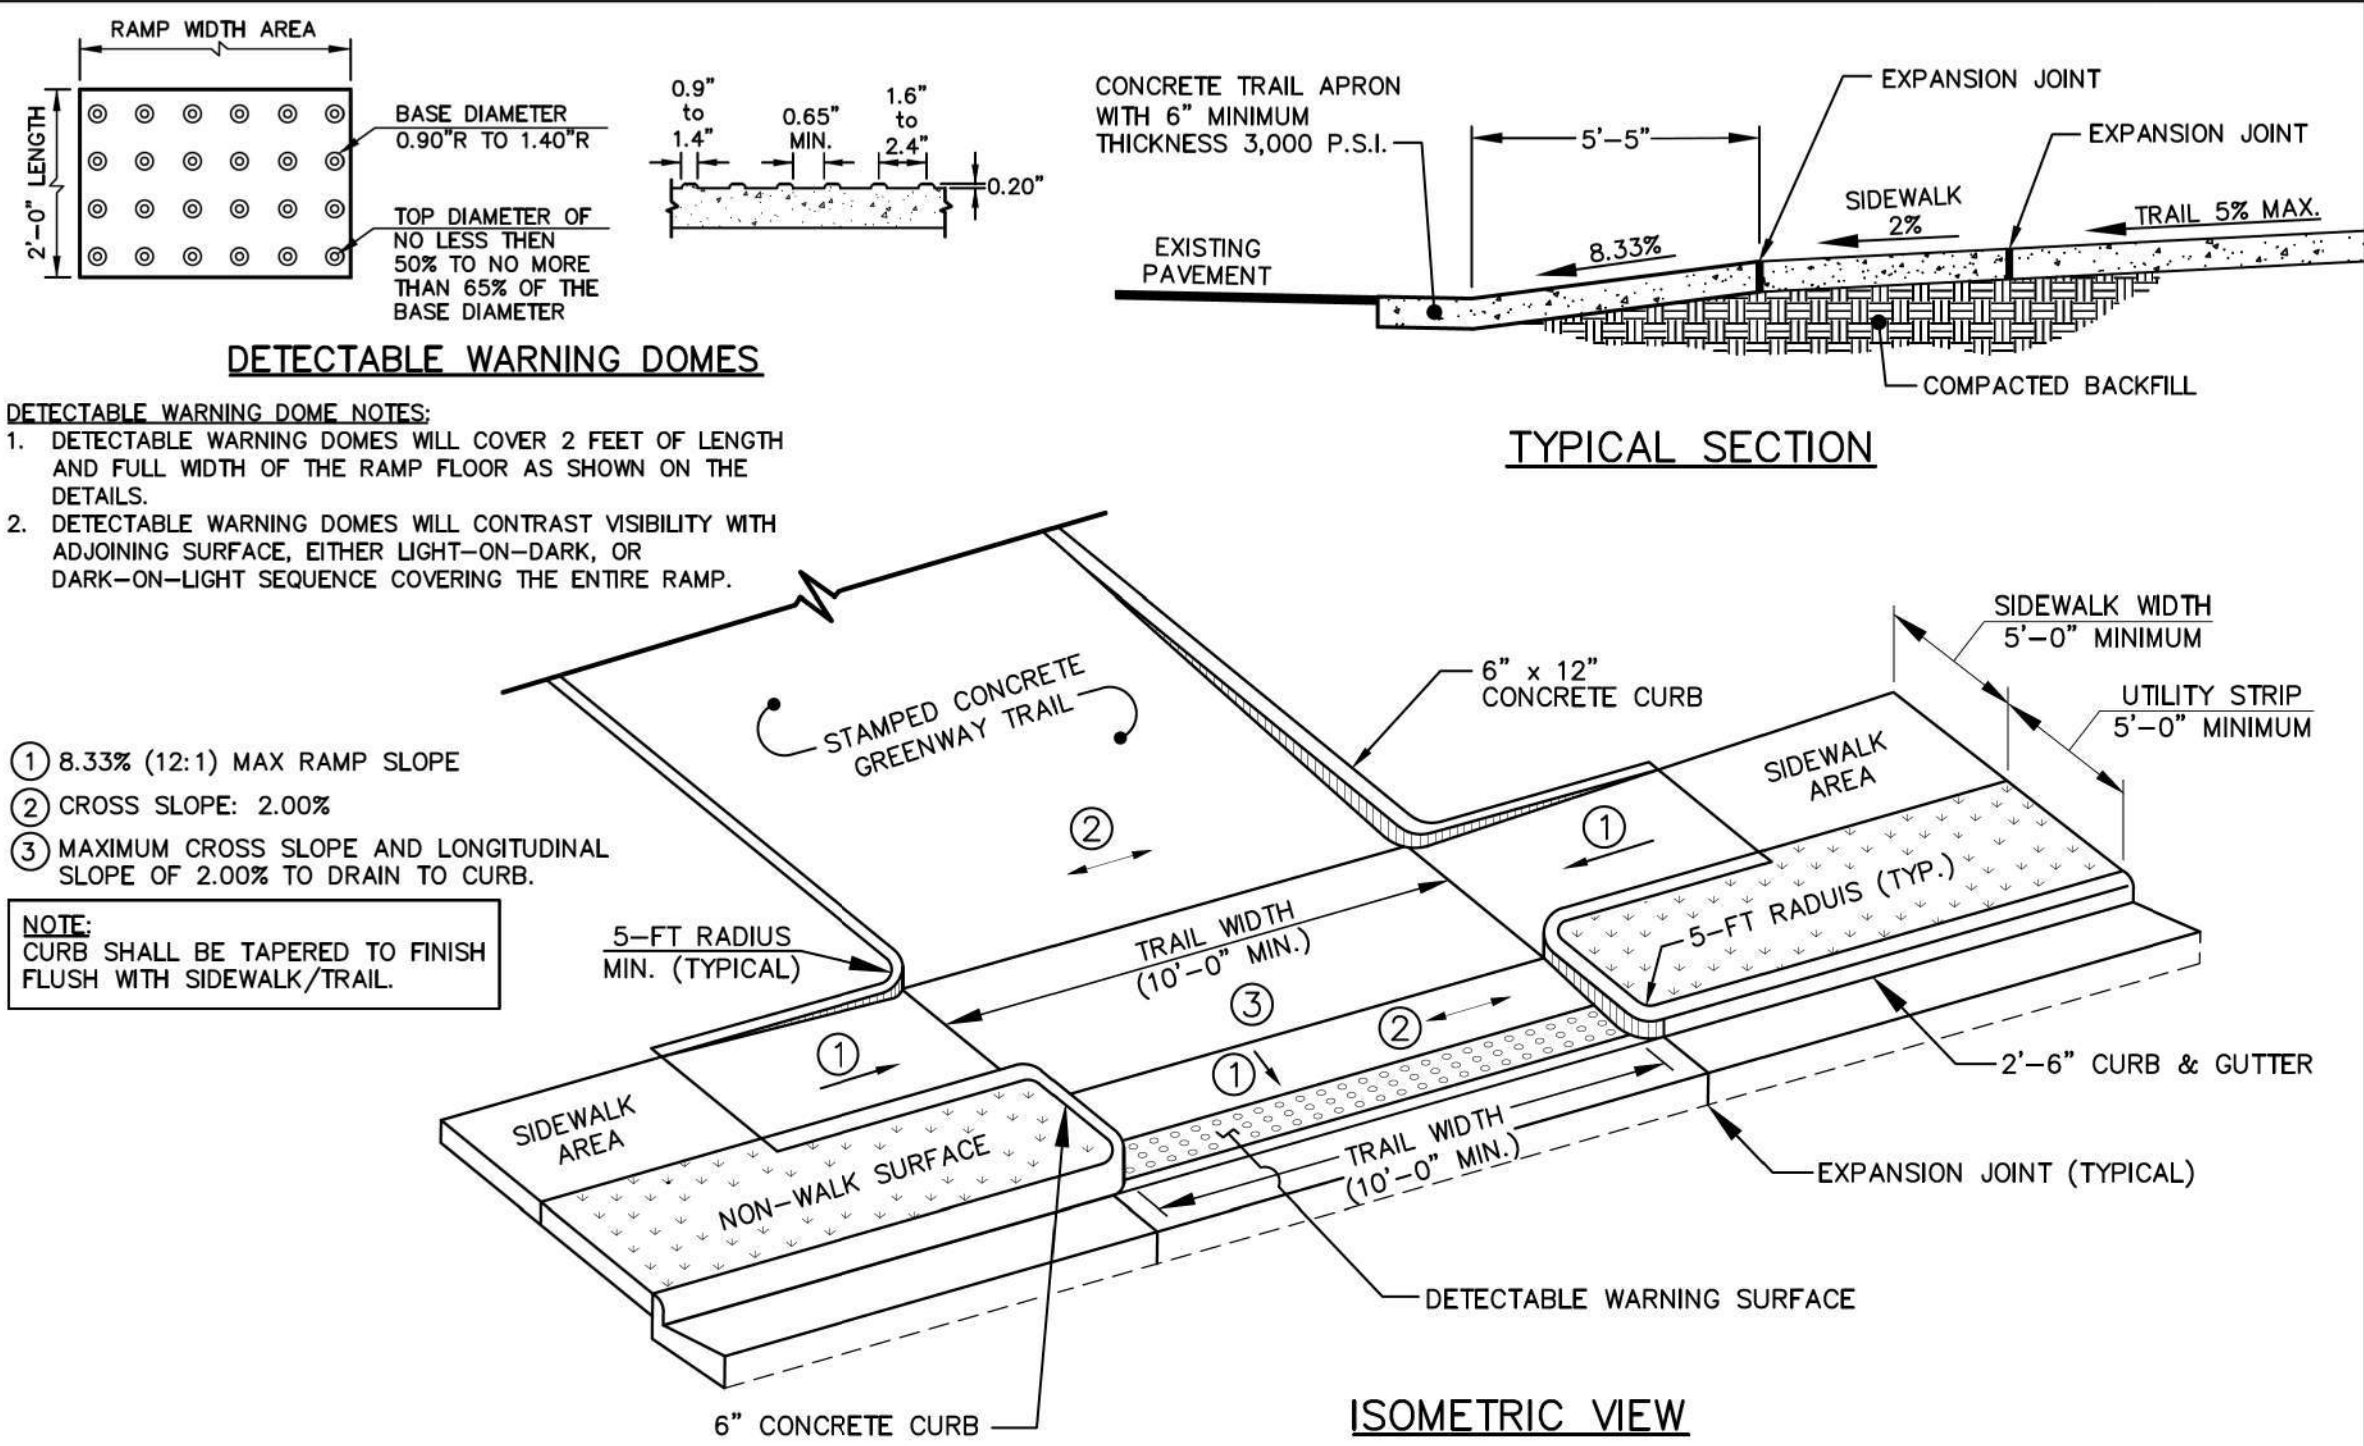 RAMP WIDTH AREA
2'-0" LENGTH
BASE DIAMETER
0.90"R TO 1.40"R
TOP DIAMETER OF
NO LESS THEN
50% TO NO MORE
THAN 65% OF THE
BASE DIAMETER
0.9"
to
1.4"
0.65"
MIN.
1.6"
to
2.4"
0.20"
DETECTABLE WARNING DOMES
CONCRETE TRAIL APRON
WITH 6" MINIMUM
THICKNESS 3,000 P.S.I.
5'-5"
EXPANSION JOINT
EXPANSION JOINT
EXISTING
PAVEMENT
8.33%
SIDEWALK
2%
TRAIL 5% MAX.
COMPACTED BACKFILL
TYPICAL SECTION
DETECTABLE WARNING DOME NOTES:
1. DETECTABLE WARNING DOMES WILL COVER 2 FEET OF LENGTH
AND FULL WIDTH OF THE RAMP FLOOR AS SHOWN ON THE
DETAILS.
2. DETECTABLE WARNING DOMES WILL CONTRAST VISIBILITY WITH
ADJOINING SURFACE, EITHER LIGHT-ON-DARK, OR
DARK-ON-LIGHT SEQUENCE COVERING THE ENTIRE RAMP.
1 8.33% (12:1) MAX RAMP SLOPE
2 CROSS SLOPE: 2.00%
3 MAXIMUM CROSS SLOPE AND LONGITUDINAL
SLOPE OF 2.00% TO DRAIN TO CURB.
NOTE:
CURB SHALL BE TAPERED TO FINISH
FLUSH WITH SIDEWALK/TRAIL.
STAMPED CONCRETE
GREENWAY TRAIL
6" x 12"
CONCRETE CURB
SIDEWALK WIDTH
5'-0" MINIMUM
UTILITY STRIP
5'-0" MINIMUM
SIDEWALK
AREA
2
1
5-FT RADUIS (TYP.)
5-FT RADIUS
MIN. (TYPICAL)
TRAIL WIDTH
(10'-0" MIN.)
3
2
1
1
SIDEWALK
AREA
NON-WALK SURFACE
TRAIL WIDTH
(10'-0" MIN.)
2'-6" CURB & GUTTER
EXPANSION JOINT (TYPICAL)
DETECTABLE WARNING SURFACE
6" CONCRETE CURB
ISOMETRIC VIEW